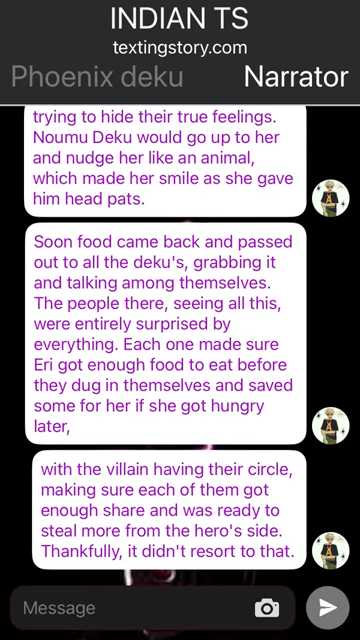 INDIAN TS
textingstory.com
Phoenix deku
Narrator
trying to hide their true feelings.
Noumu Deku would go up to her
and nudge her like an animal,
which made her smile as she gave
him head pats.
Soon food came back and passed
out to all the deku's, grabbing it
and talking among themselves.
The people there, seeing all this,
were entirely surprised by
everything. Each one made sure
Eri got enough food to eat before
they dug in themselves and saved
some for her if she got hungry
later,
with the villain having their circle,
making sure each of them got
enough share and was ready to
steal more from the hero's side.
Thankfully, it didn't resort to that.
Message